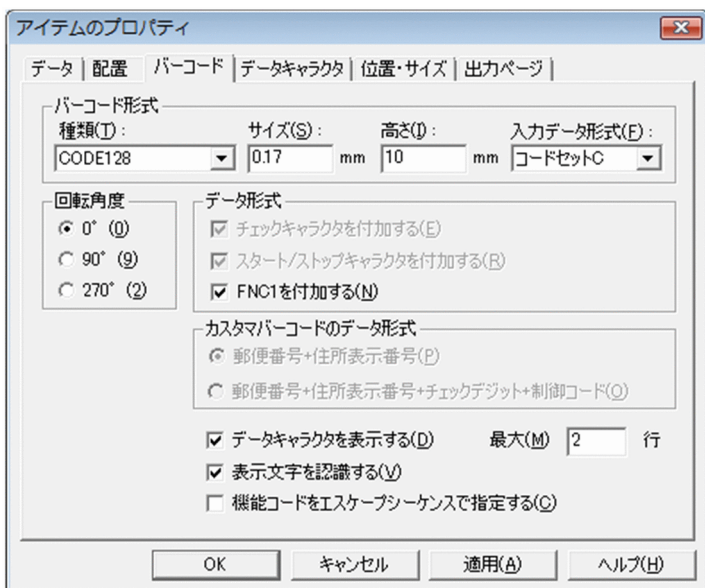 アイテムのプロパティ
データ 配置 バーコード データキャラクタ 位置・サイズ 出力ページ
バーコード形式
種類(T): サイズ(S): 高さ(I): 入力データ形式(F):
CODE128 0.17 mm 10 mm コードセットC
回転角度
0° (0)
90° (9)
270° (2)
データ形式
チェックキャラクタを付加する(E)
スタート/ストップキャラクタを付加する(R)
FNC1を付加する(N)
カスタマバーコードのデータ形式
郵便番号+住所表示番号(P)
郵便番号+住所表示番号+チェックデジット+制御コード(O)
データキャラクタを表示する(D) 最大(M) 2 行
表示文字を認識する(V)
機能コードをエスケープシーケンスで指定する(C)
OK キャンセル 適用(A) ヘルプ(H)